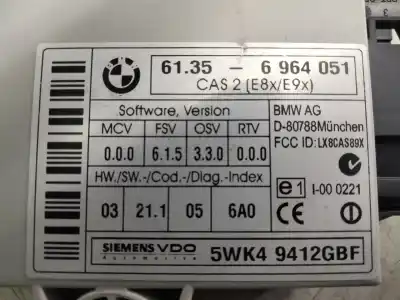 BMW
61.35 - 6 964 051
CAS 2 (E8x/E9x)
Software, Version
MCV FSV OSV RTV
0.0.0 6.1.5 3.3.0 0.0.0
BMW AG
D-80788München
FCC ID: LX8CAS89X
HW./SW.-/Cod.-/Diag.-Index
03 21.1 05 6A0
e1 I-00 0221
CE
SIEMENS VDO
Automotive
5WK4 9412GBF